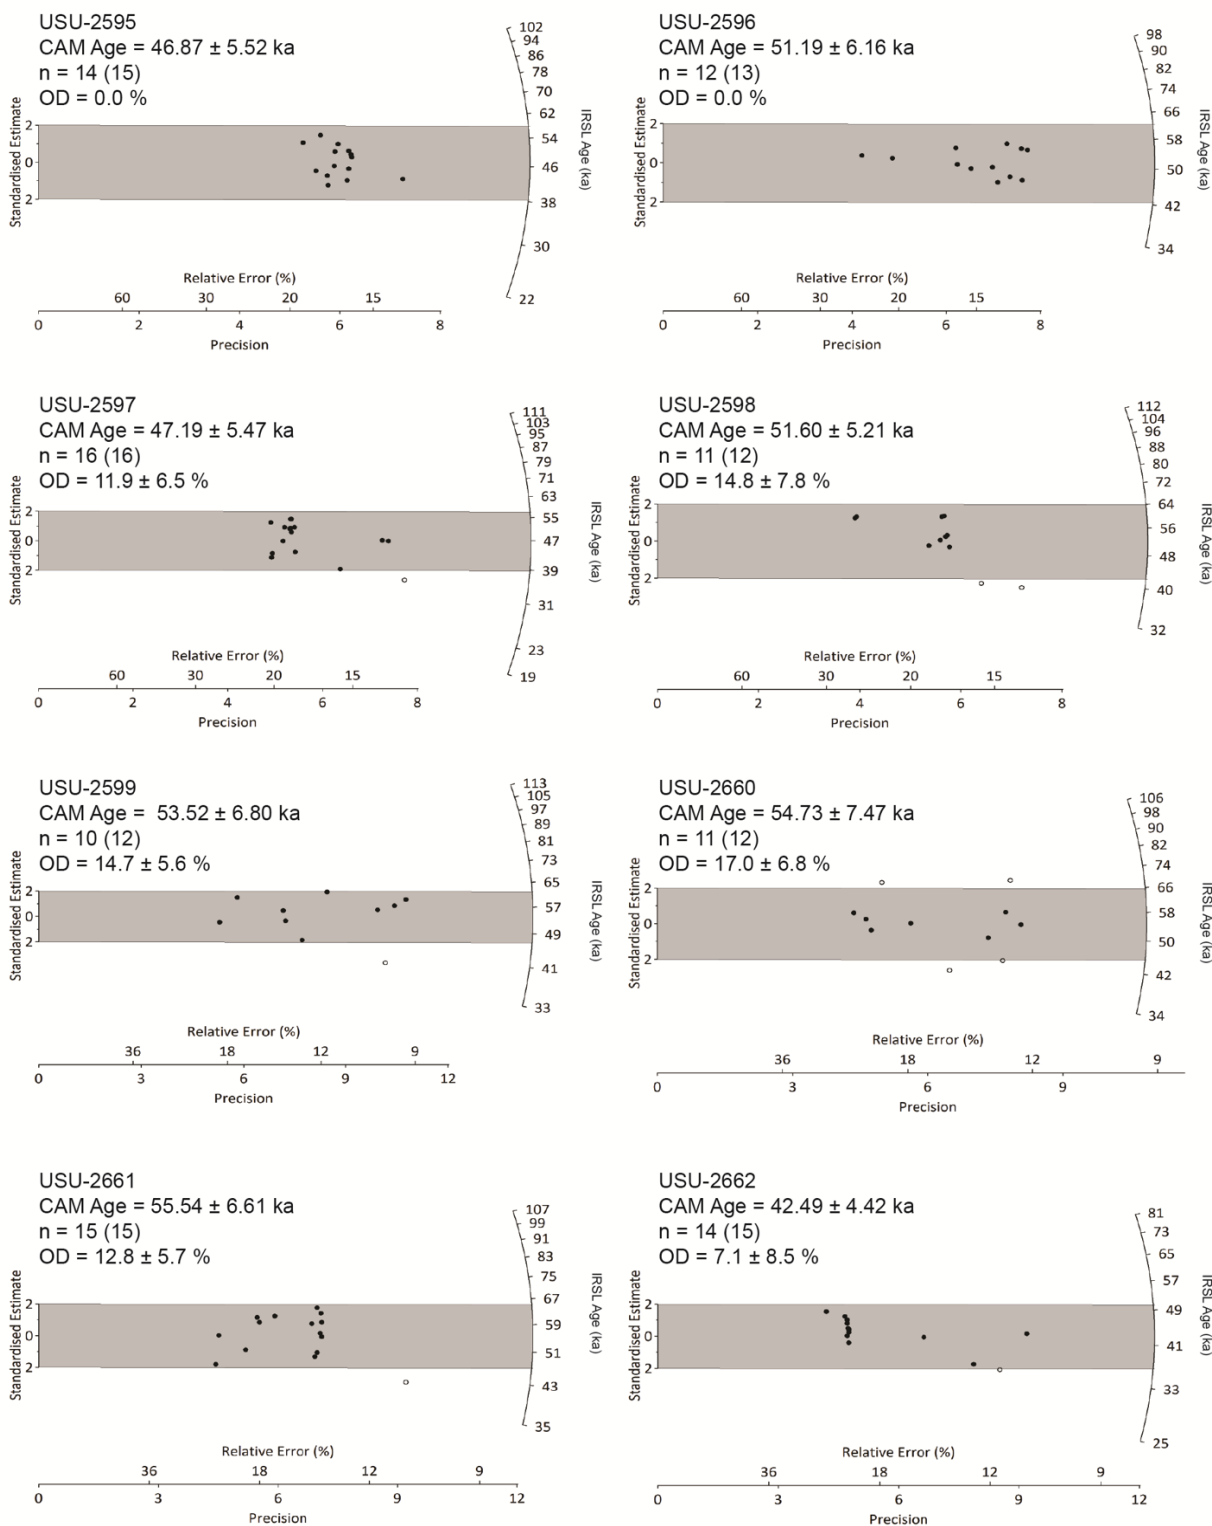 USU-2595
CAM Age = 46.87 ± 5.52 ka
n = 14 (15)
OD = 0.0 %
102
94
86
78
70
62
54
46
38
30
22
IRSL Age (ka)
Standardised Estimate
2
0
2
Relative Error (%)
60 30 20 15
0 2 4 6 8
Precision
USU-2596
CAM Age = 51.19 ± 6.16 ka
n = 12 (13)
OD = 0.0 %
98
90
82
74
66
58
50
42
34
IRSL Age (ka)
Standardised Estimate
2
0
2
Relative Error (%)
60 30 20 15
0 2 4 6 8
Precision
USU-2597
CAM Age = 47.19 ± 5.47 ka
n = 16 (16)
OD = 11.9 ± 6.5 %
111
103
95
87
79
71
63
55
47
39
31
23
19
IRSL Age (ka)
Standardised Estimate
2
0
2
Relative Error (%)
60 30 20 15
0 2 4 6 8
Precision
USU-2598
CAM Age = 51.60 ± 5.21 ka
n = 11 (12)
OD = 14.8 ± 7.8 %
112
104
96
88
80
72
64
56
48
40
32
IRSL Age (ka)
Standardised Estimate
2
0
2
Relative Error (%)
60 30 20 15
0 2 4 6 8
Precision
USU-2599
CAM Age = 53.52 ± 6.80 ka
n = 10 (12)
OD = 14.7 ± 5.6 %
113
105
97
89
81
73
65
57
49
41
33
IRSL Age (ka)
Standardised Estimate
2
0
2
Relative Error (%)
36 18 12 9
0 3 6 9 12
Precision
USU-2660
CAM Age = 54.73 ± 7.47 ka
n = 11 (12)
OD = 17.0 ± 6.8 %
106
98
90
82
74
66
58
50
42
34
IRSL Age (ka)
Standardised Estimate
2
0
2
Relative Error (%)
36 18 12 9
0 3 6 9
Precision
USU-2661
CAM Age = 55.54 ± 6.61 ka
n = 15 (15)
OD = 12.8 ± 5.7 %
107
99
91
83
75
67
59
51
43
35
IRSL Age (ka)
Standardised Estimate
2
0
2
Relative Error (%)
36 18 12 9
0 3 6 9 12
Precision
USU-2662
CAM Age = 42.49 ± 4.42 ka
n = 14 (15)
OD = 7.1 ± 8.5 %
81
73
65
57
49
41
33
25
IRSL Age (ka)
Standardised Estimate
2
0
2
Relative Error (%)
36 18 12 9
0 3 6 9 12
Precision